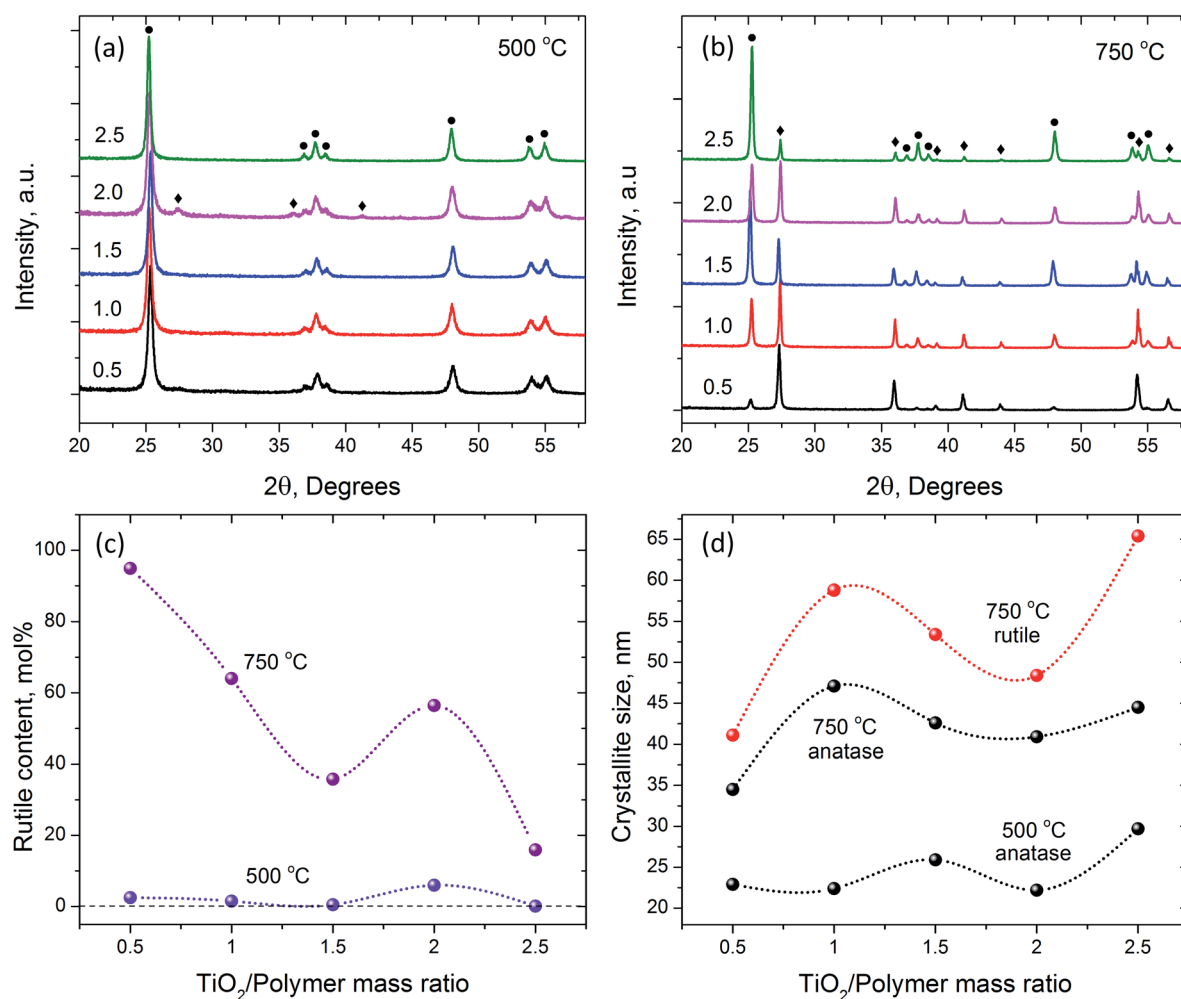 (a)
500 °C
2.5
2.0
1.5
1.0
0.5
Intensity, a.u.
20 25 30 35 40 45 50 55
2θ, Degrees
(b)
750 °C
2.5
2.0
1.5
1.0
0.5
Intensity, a.u
20 25 30 35 40 45 50 55
2θ, Degrees
(c)
100
80
60
40
20
0
Rutile content, mol%
750 °C
500 °C
0.5 1 1.5 2 2.5
TiO₂/Polymer mass ratio
(d)
65
60
55
50
45
40
35
30
25
20
Crystallite size, nm
750 °C
rutile
750 °C
anatase
500 °C
anatase
0.5 1 1.5 2 2.5
TiO₂/Polymer mass ratio